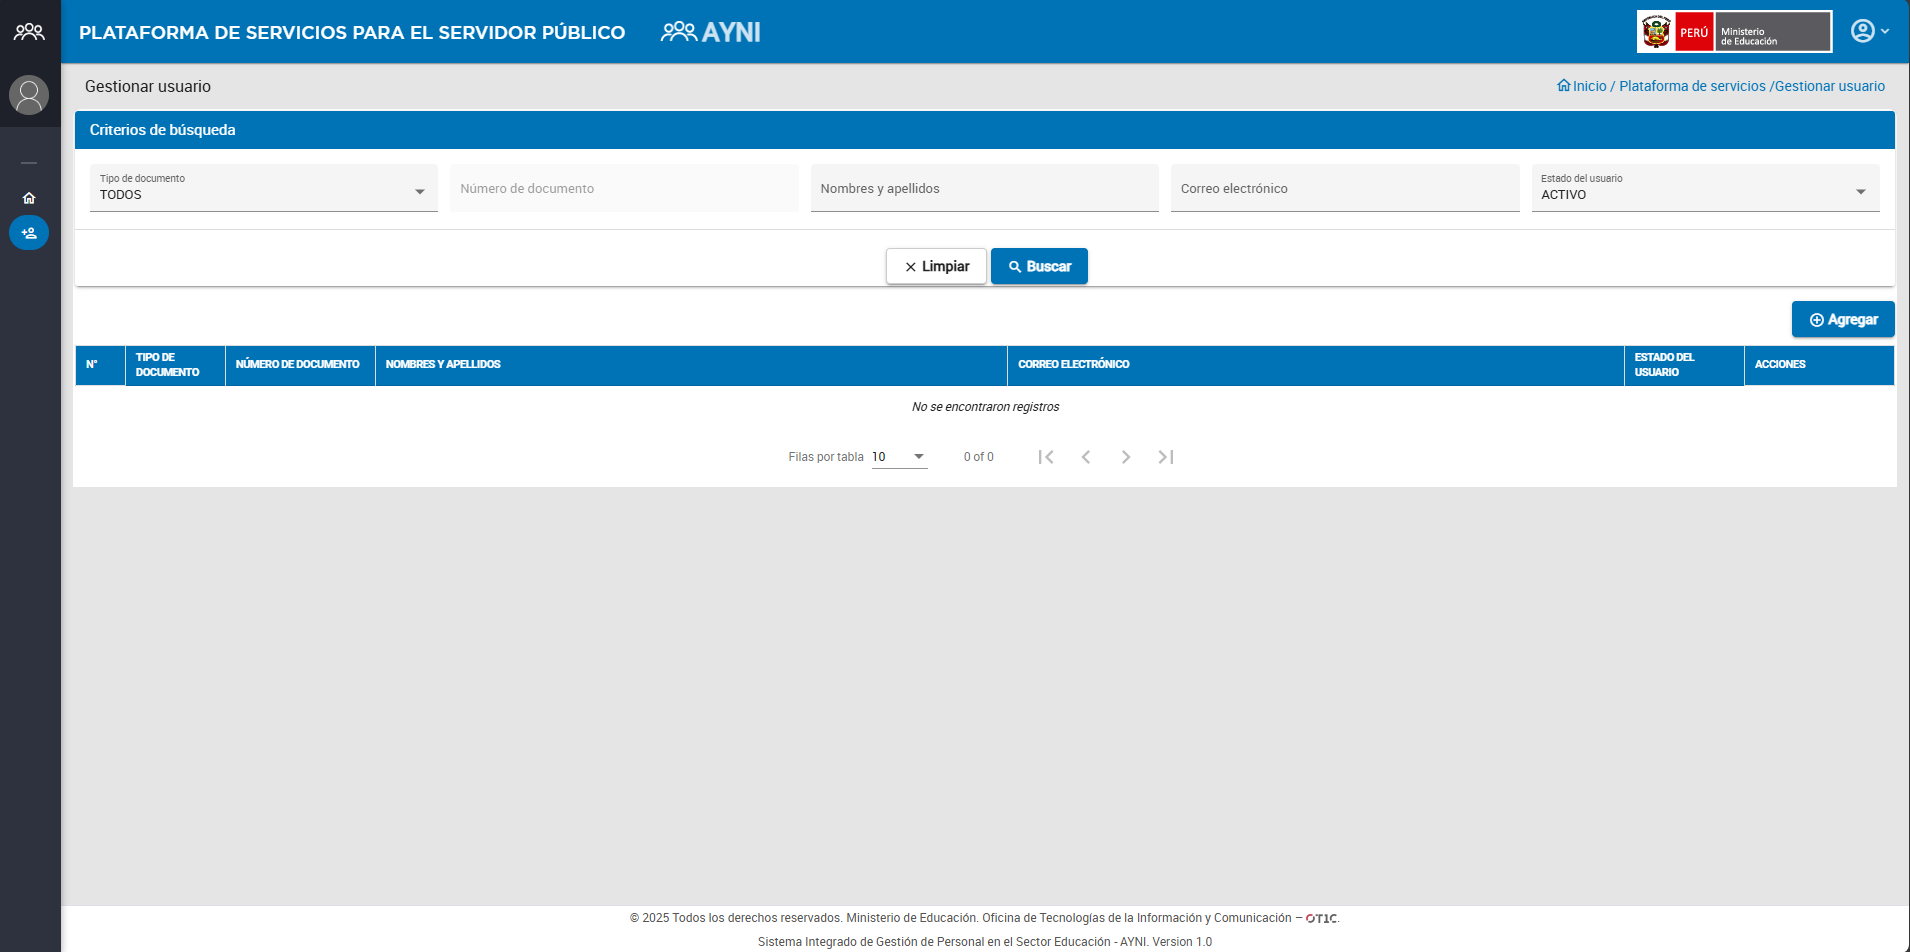 PLATAFORMA DE SERVICIOS PARA EL SERVIDOR PÚBLICO
AYNI
PERÚ
Ministerio
de Educación
Gestionar usuario
Inicio / Plataforma de servicios /Gestionar usuario
Criterios de búsqueda
Tipo de documento
TODOS
Número de documento
Nombres y apellidos
Correo electrónico
Estado del usuario
ACTIVO
Limpiar
Buscar
Agregar
N°
TIPO DE
DOCUMENTO
NÚMERO DE DOCUMENTO
NOMBRES Y APELLIDOS
CORREO ELECTRÓNICO
ESTADO DEL
USUARIO
ACCIONES
No se encontraron registros
Filas por tabla 10
0 of 0
© 2025 Todos los derechos reservados. Ministerio de Educación. Oficina de Tecnologías de la Información y Comunicación – OTIC.
Sistema Integrado de Gestión de Personal en el Sector Educación - AYNI. Version 1.0